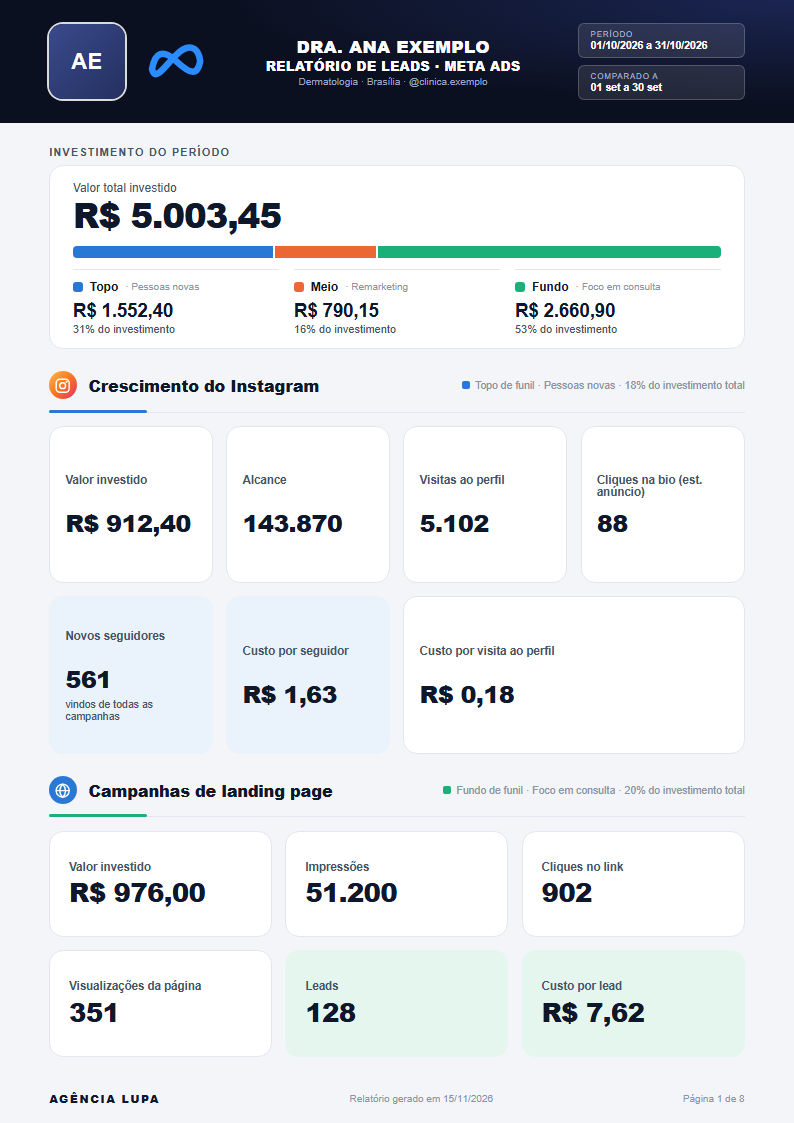 AE
DRA. ANA EXEMPLO
RELATÓRIO DE LEADS · META ADS
Dermatologia · Brasília · @clinica.exemplo
PERÍODO
01/10/2026 a 31/10/2026
COMPARADO A
01 set a 30 set
INVESTIMENTO DO PERÍODO
Valor total investido
R$ 5.003,45
Topo · Pessoas novas
R$ 1.552,40
31% do investimento
Meio · Remarketing
R$ 790,15
16% do investimento
Fundo · Foco em consulta
R$ 2.660,90
53% do investimento
Crescimento do Instagram
Topo de funil · Pessoas novas · 18% do investimento total
Valor investido
R$ 912,40
Alcance
143.870
Visitas ao perfil
5.102
Cliques na bio (est.
anúncio)
88
Novos seguidores
561
vindos de todas as
campanhas
Custo por seguidor
R$ 1,63
Custo por visita ao perfil
R$ 0,18
Campanhas de landing page
Fundo de funil · Foco em consulta · 20% do investimento total
Valor investido
R$ 976,00
Impressões
51.200
Cliques no link
902
Visualizações da página
351
Leads
128
Custo por lead
R$ 7,62
AGÊNCIA LUPA
Relatório gerado em 15/11/2026
Página 1 de 8